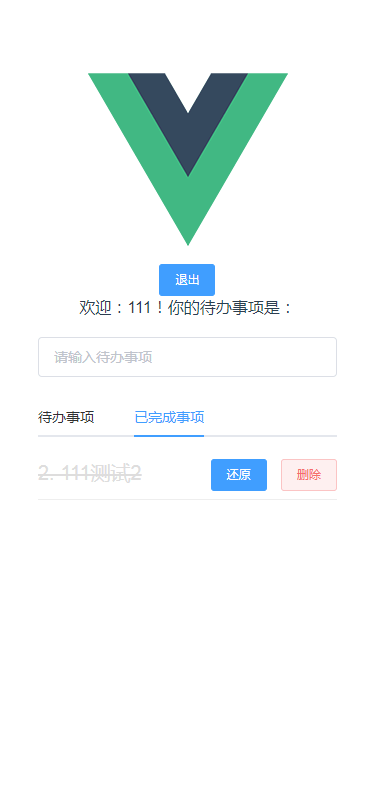 退出
欢迎：111！你的待办事项是：
请输入待办事项
待办事项 已完成事项
2. 111测试2 还原 删除